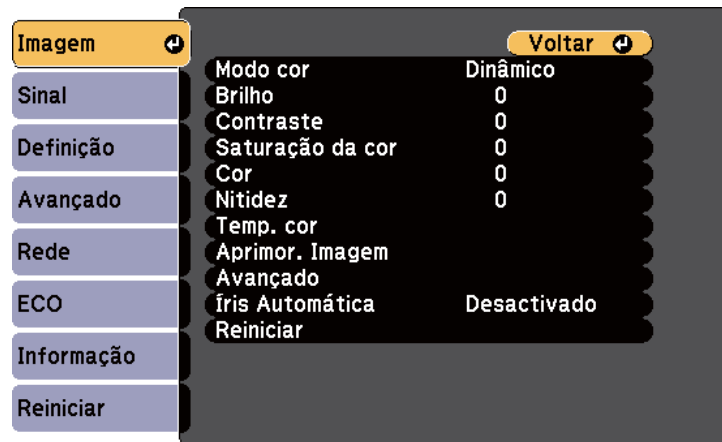 Imagem
Sinal
Definição
Avançado
Rede
ECO
Informação
Reiniciar
Voltar
Modo cor Dinâmico
Brilho 0
Contraste 0
Saturação da cor 0
Cor 0
Nitidez 0
Temp. cor
Aprimor. Imagem
Avançado
Íris Automática Desactivado
Reiniciar